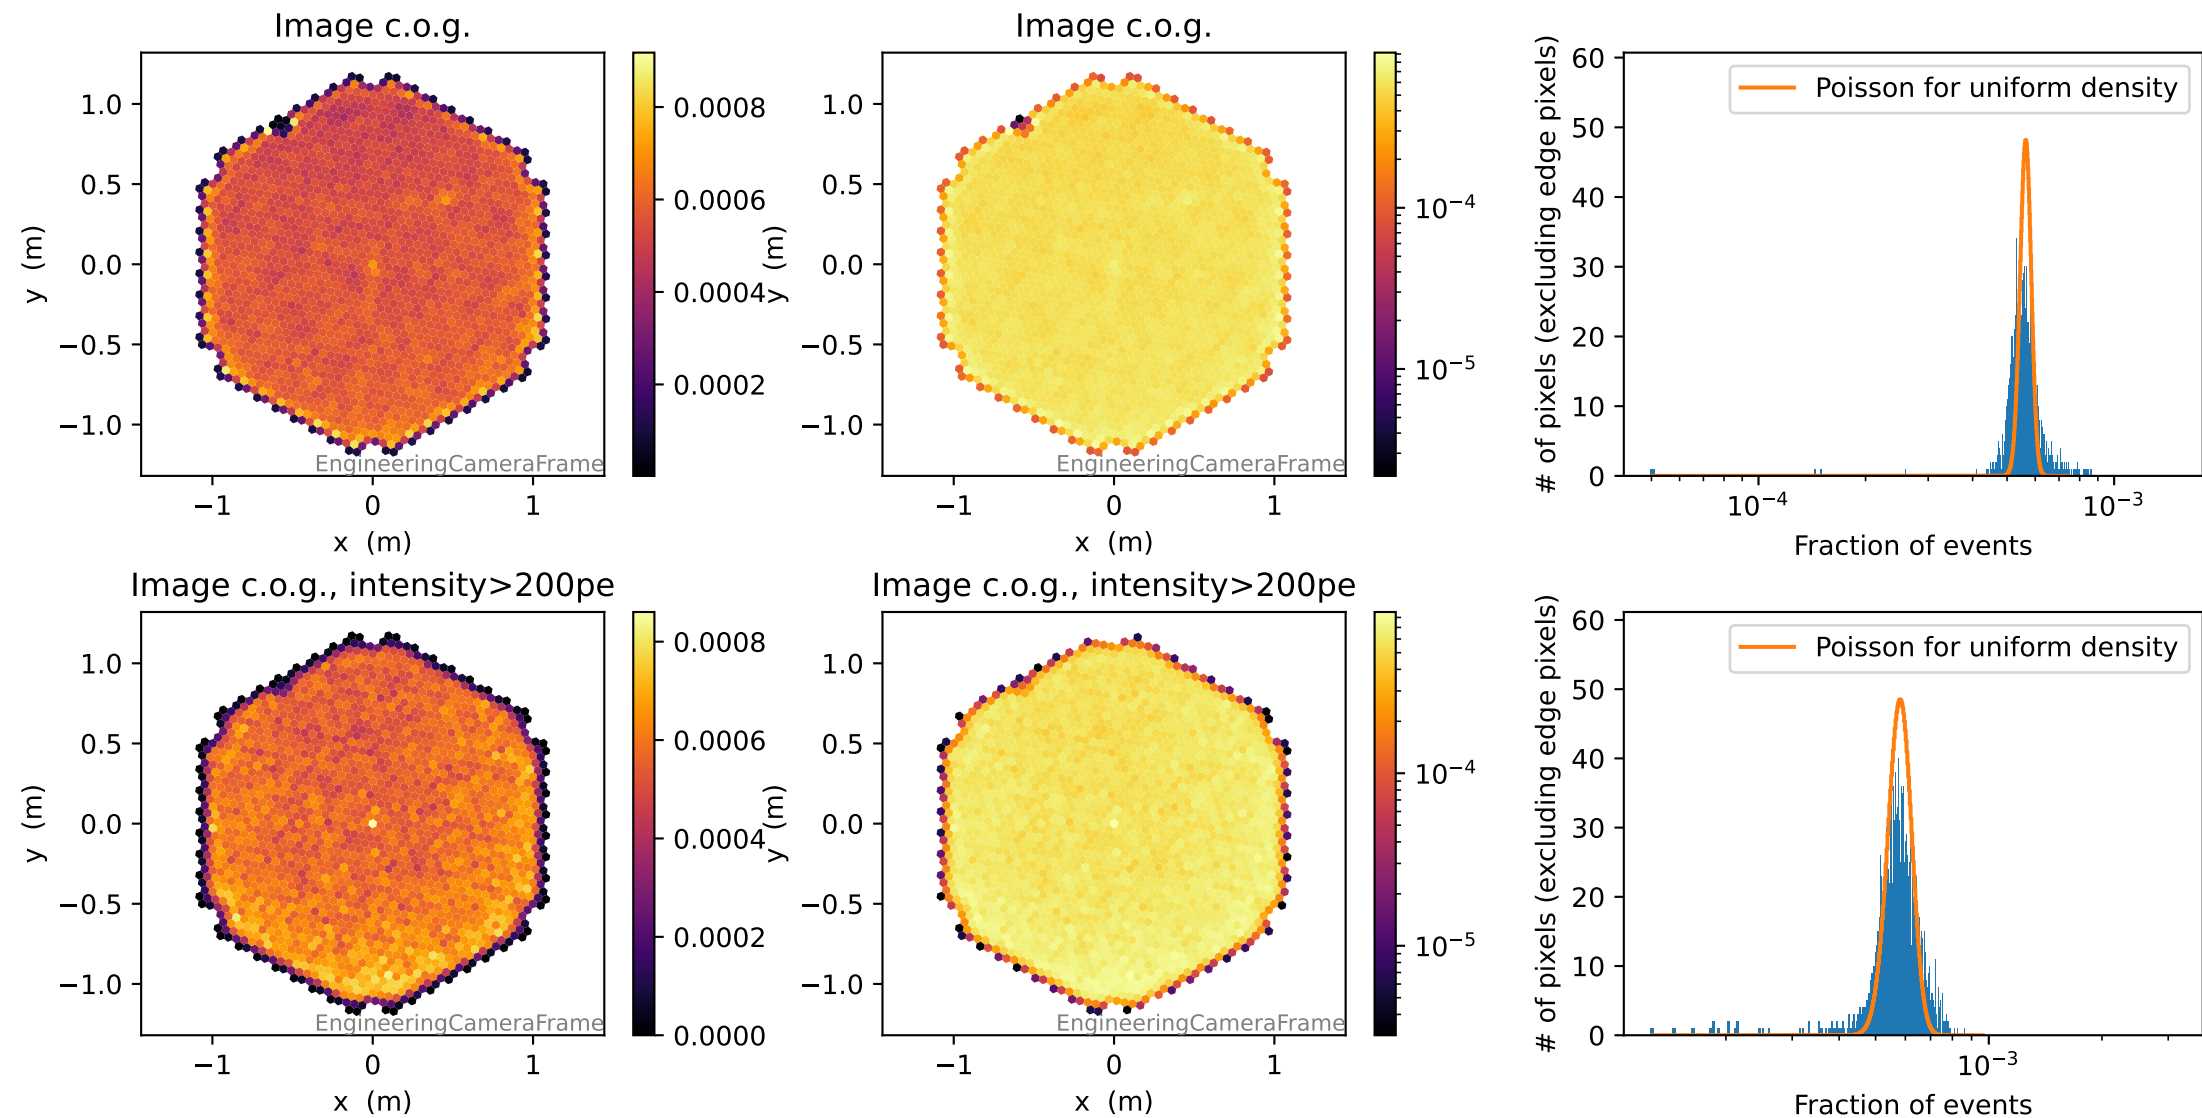 Image c.o.g.
1.0
0.5
0.0
−0.5
−1.0
y (m)
−1
0
1
x (m)
EngineeringCameraFrame
0.0008
0.0006
0.0004
0.0002
Image c.o.g.
1.0
0.5
0.0
−0.5
−1.0
y (m)
−1
0
1
x (m)
EngineeringCameraFrame
10⁻⁴
10⁻⁵
Poisson for uniform density
60
50
40
30
20
10
0
# of pixels (excluding edge pixels)
10⁻⁴
10⁻³
Fraction of events
Image c.o.g., intensity>200pe
1.0
0.5
0.0
−0.5
−1.0
y (m)
−1
0
1
x (m)
EngineeringCameraFrame
0.0008
0.0006
0.0004
0.0002
0.0000
Image c.o.g., intensity>200pe
1.0
0.5
0.0
−0.5
−1.0
y (m)
−1
0
1
x (m)
EngineeringCameraFrame
10⁻⁴
10⁻⁵
Poisson for uniform density
60
50
40
30
20
10
0
# of pixels (excluding edge pixels)
10⁻³
Fraction of events